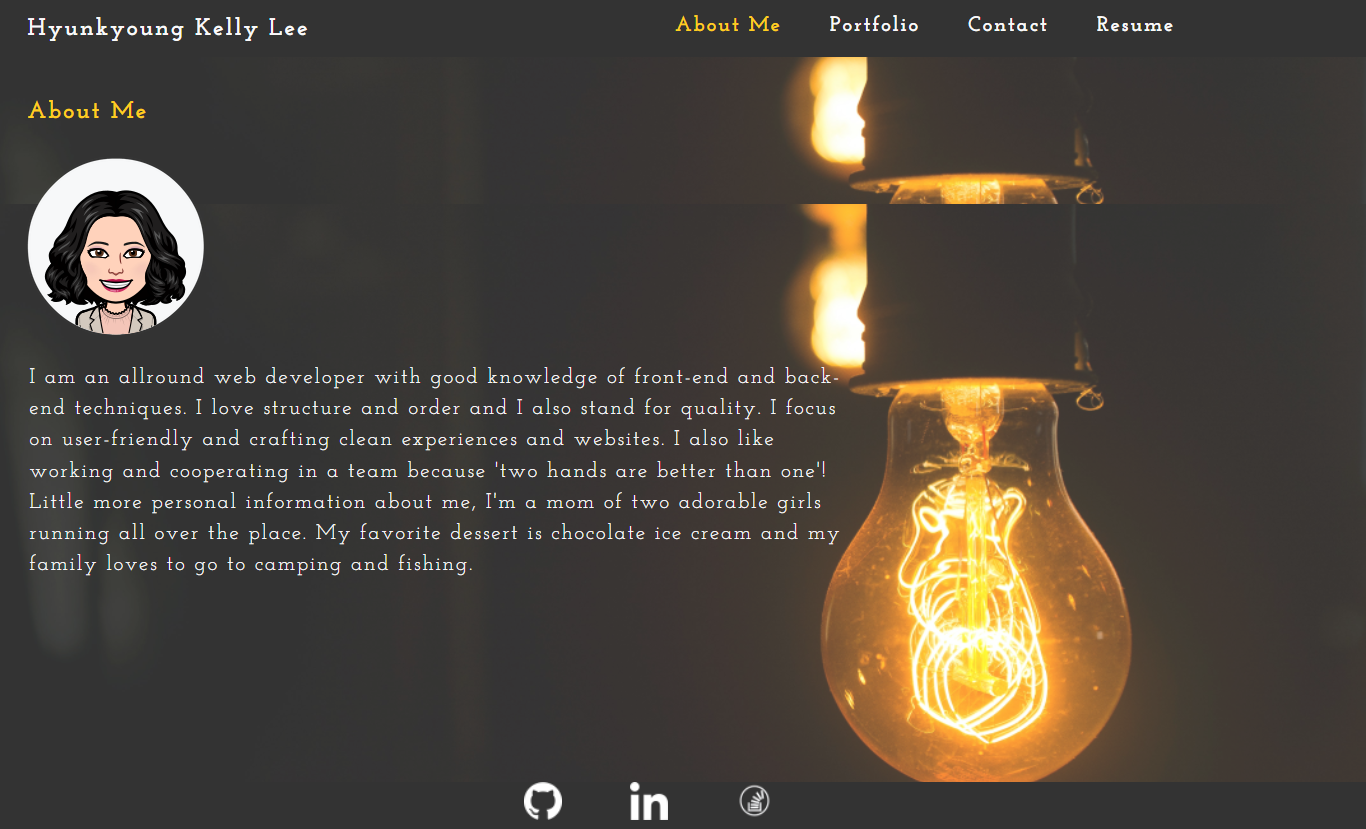 Hyunkyoung Kelly Lee
About Me Portfolio Contact Resume
About Me
I am an allround web developer with good knowledge of front-end and back-
end techniques. I love structure and order and I also stand for quality. I focus
on user-friendly and crafting clean experiences and websites. I also like
working and cooperating in a team because 'two hands are better than one'!
Little more personal information about me, I'm a mom of two adorable girls
running all over the place. My favorite dessert is chocolate ice cream and my
family loves to go to camping and fishing.
in